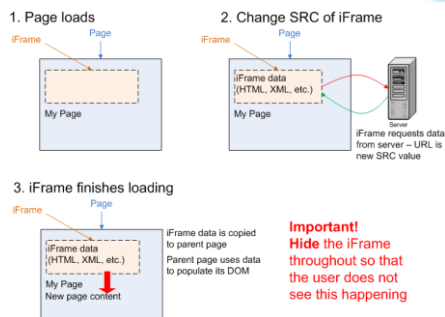 1. Page loads
iFrame
Page
My Page
2. Change SRC of iFrame
iFrame
Page
iFrame data
(HTML, XML, etc.)
My Page
Server
iFrame requests data
from server – URL is
new SRC value
3. iFrame finishes loading
iFrame
Page
iFrame data
(HTML, XML, etc.)
My Page
New page content
iFrame data is copied
to parent page
Parent page uses data
to populate its DOM
Important!
Hide the iFrame
throughout so that
the user does not
see this happening